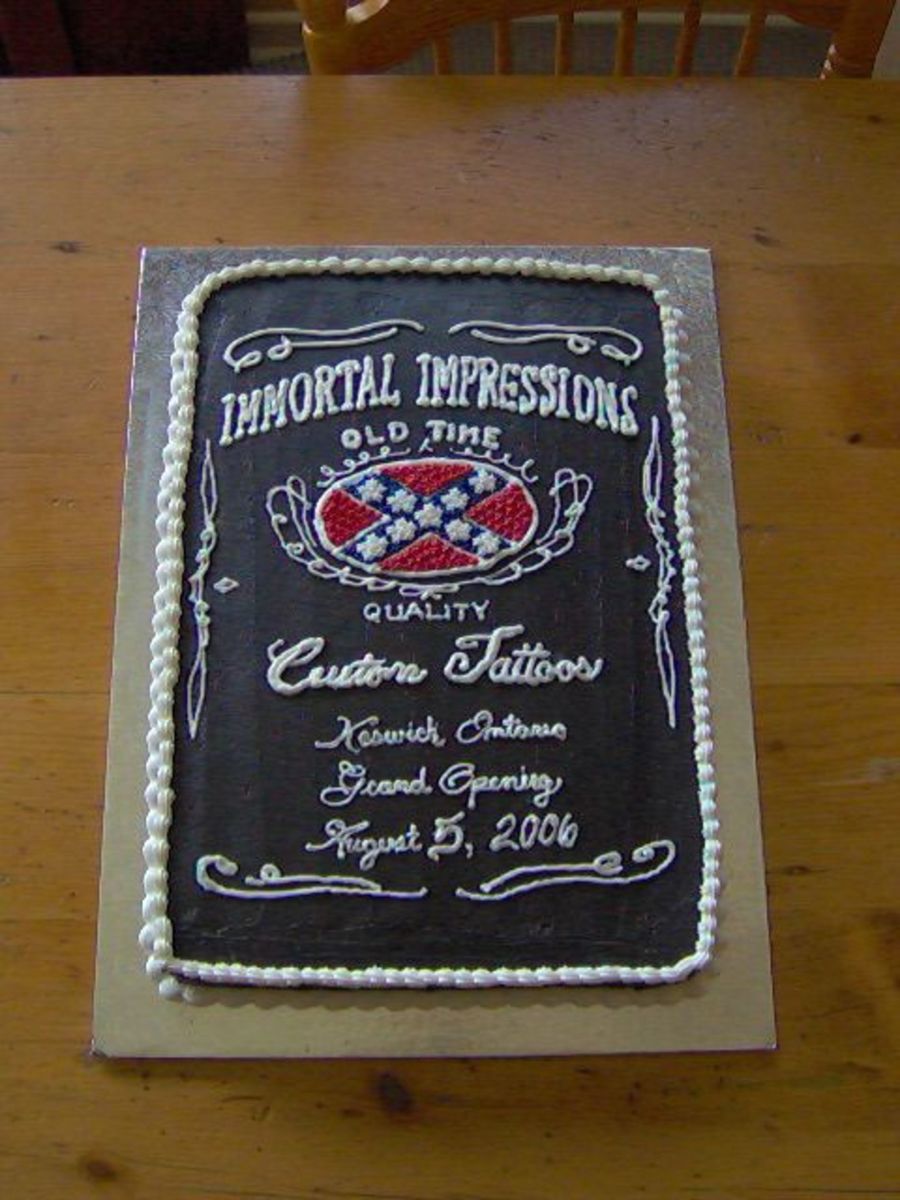 IMMORTAL IMPRESSIONS
OLD TIME
QUALITY
Custom Tattoos
Keswick Ontario
Grand Opening
August 5, 2006